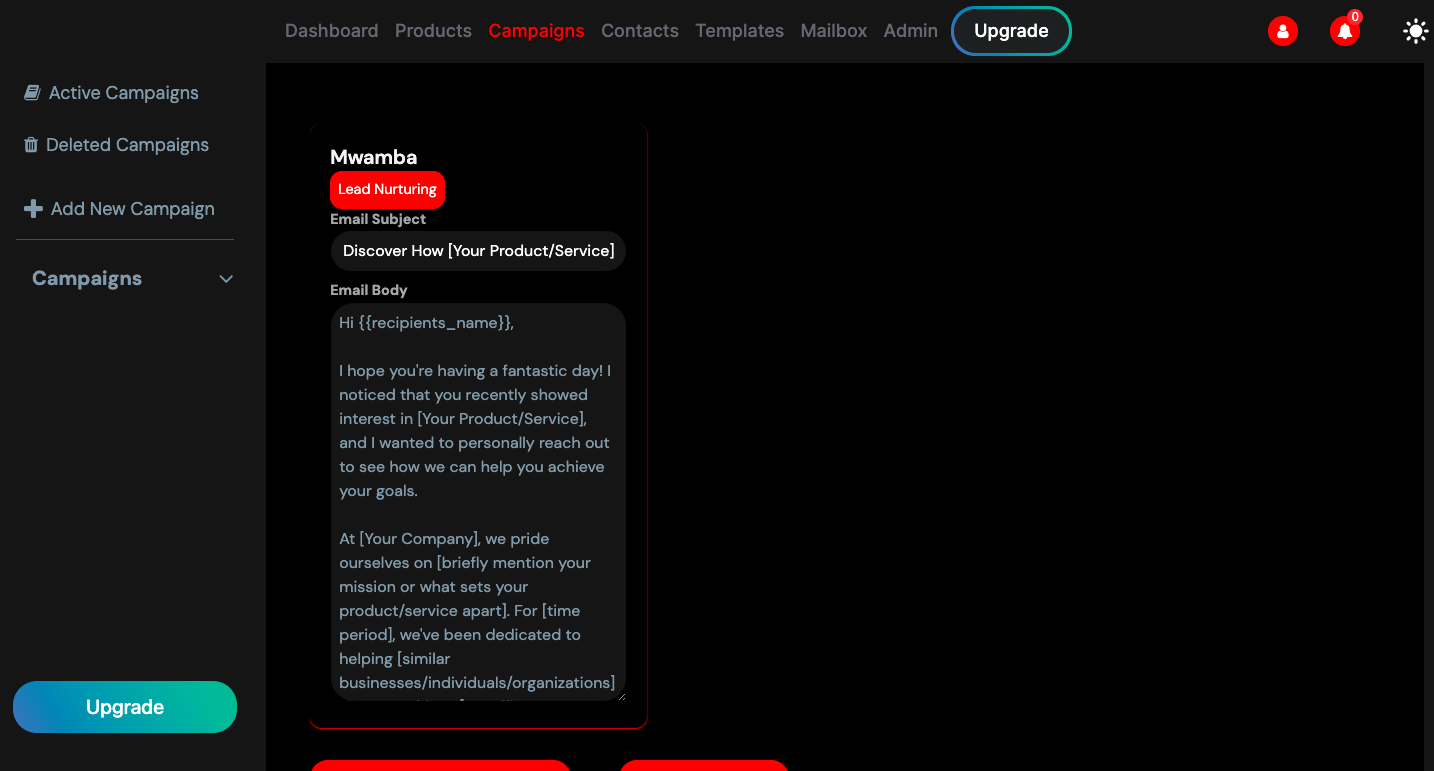 Dashboard Products Campaigns Contacts Templates Mailbox Admin Upgrade 0
Active Campaigns
Deleted Campaigns
Add New Campaign
Campaigns
Upgrade
Mwamba
Lead Nurturing
Email Subject
Discover How [Your Product/Service]
Email Body
Hi {{recipients_name}},
I hope you're having a fantastic day! I
noticed that you recently showed
interest in [Your Product/Service],
and I wanted to personally reach out
to see how we can help you achieve
your goals.
At [Your Company], we pride
ourselves on [briefly mention your
mission or what sets your
product/service apart]. For [time
period], we've been dedicated to
helping [similar
businesses/individuals/organizations]